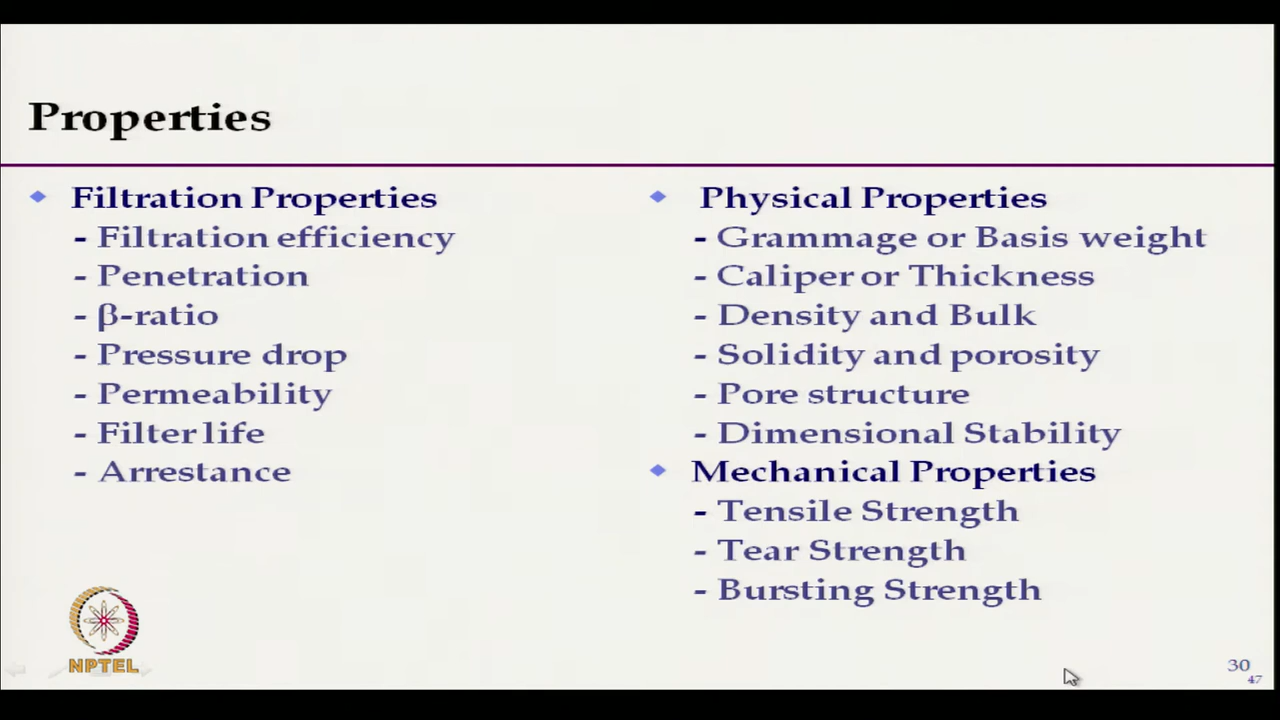 Properties
Filtration Properties
- Filtration efficiency
- Penetration
- β-ratio
- Pressure drop
- Permeability
- Filter life
- Arrestance
Physical Properties
- Grammage or Basis weight
- Caliper or Thickness
- Density and Bulk
- Solidity and porosity
- Pore structure
- Dimensional Stability
Mechanical Properties
- Tensile Strength
- Tear Strength
- Bursting Strength
NPTEL
30
47